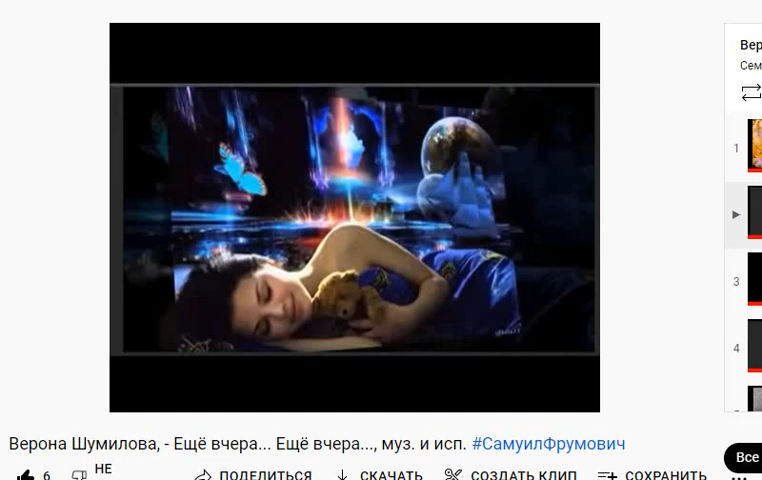 Вер
Сем
1
3
4
Верона Шумилова, - Ещё вчера... Ещё вчера..., муз. и исп. #СамуилФрумович
Все
6
НЕ
ПОДЕЛИТЬСЯ
СКАЧАТЬ
СОЗДАТЬ КЛИП
СОХРАНИТЬ